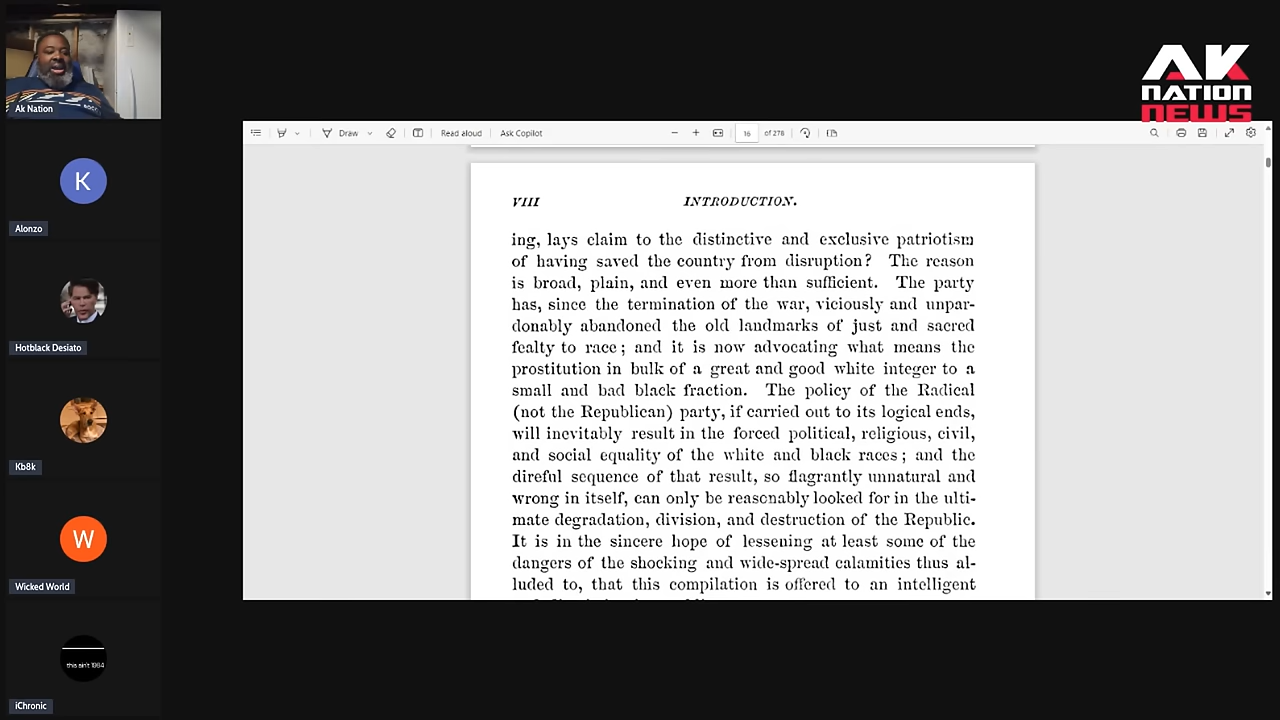 Ak Nation
K
Alonzo
Hotblack Desiato
Kb8k
W
Wicked World
this ain't 1984
iChronic
AK
NATION
NEWS
Draw
Read aloud
Ask Copilot
16
of 278
VIII INTRODUCTION.
ing, lays claim to the distinctive and exclusive patriotism
of having saved the country from disruption? The reason
is broad, plain, and even more than sufficient. The party
has, since the termination of the war, viciously and unpar-
donably abandoned the old landmarks of just and sacred
fealty to race; and it is now advocating what means the
prostitution in bulk of a great and good white integer to a
small and bad black fraction. The policy of the Radical
(not the Republican) party, if carried out to its logical ends,
will inevitably result in the forced political, religious, civil,
and social equality of the white and black races; and the
direful sequence of that result, so flagrantly unnatural and
wrong in itself, can only be reasonably looked for in the ulti-
mate degradation, division, and destruction of the Republic.
It is in the sincere hope of lessening at least some of the
dangers of the shocking and wide-spread calamities thus al-
luded to, that this compilation is offered to an intelligent